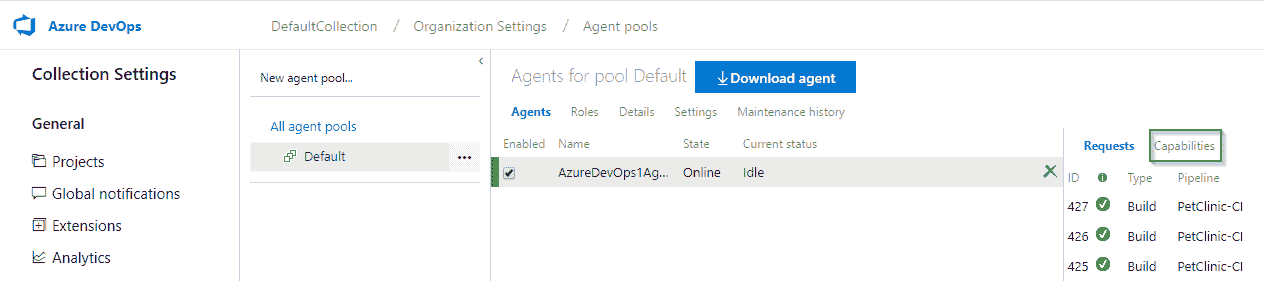 Azure DevOps
DefaultCollection / Organization Settings / Agent pools
Collection Settings
General
Projects
Global notifications
Extensions
Analytics
New agent pool...
All agent pools
Default
Agents for pool Default
Download agent
Agents Roles Details Settings Maintenance history
Enabled Name State Current status
AzureDevOps1Ag... Online Idle
Requests Capabilities
ID Type Pipeline
427 Build PetClinic-CI
426 Build PetClinic-CI
425 Build PetClinic-CI